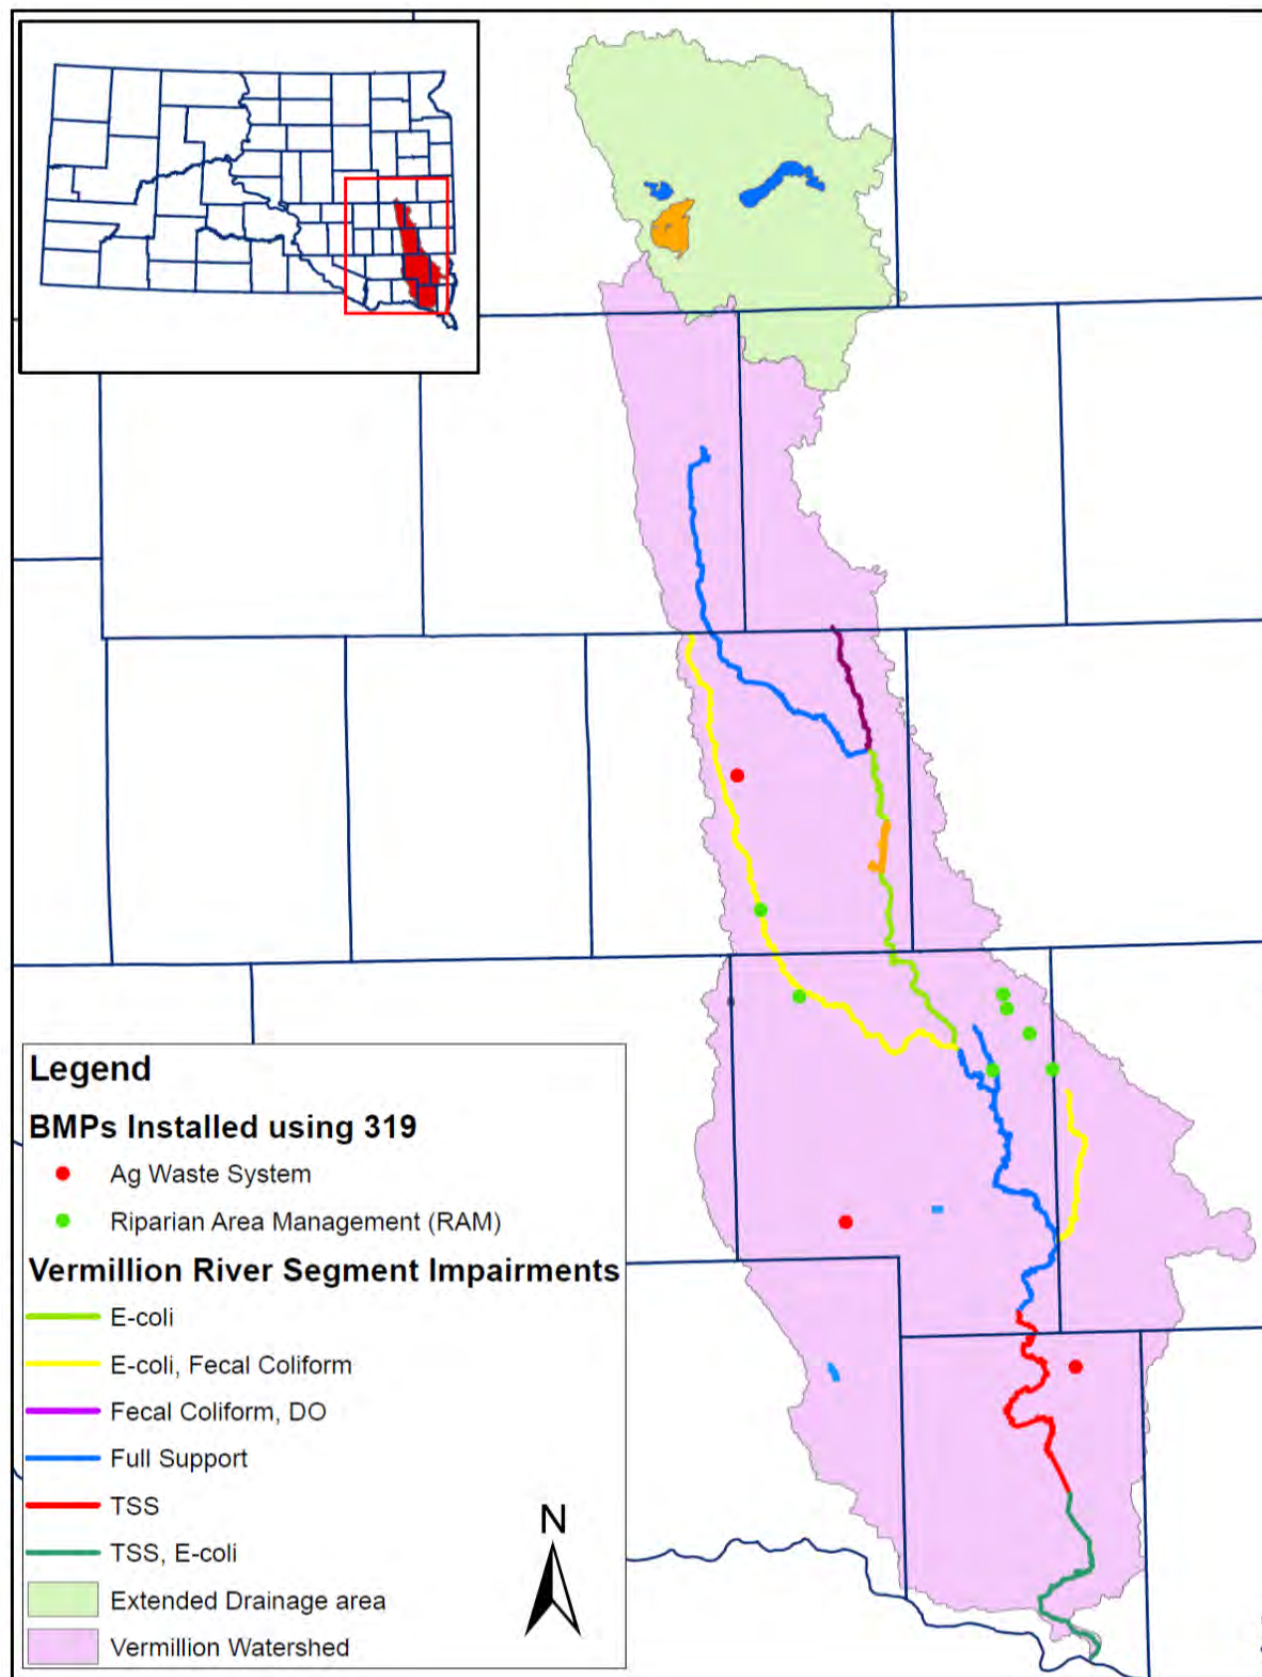 Legend
BMPs Installed using 319
Ag Waste System
Riparian Area Management (RAM)
Vermillion River Segment Impairments
E-coli
E-coli, Fecal Coliform
Fecal Coliform, DO
Full Support
TSS
TSS, E-coli
Extended Drainage area
Vermillion Watershed
N